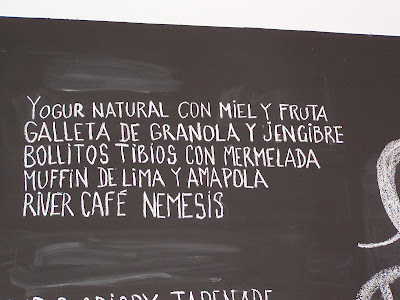 YOGUR NATURAL CON MIEL Y FRUTA
GALLETA DE GRANOLA Y JENGIBRE
BOLLITOS TIBIOS CON MERMELADA
MUFFIN DE LIMA Y AMAPOLA
RIVER CAFÉ NEMESIS
TAPENADE